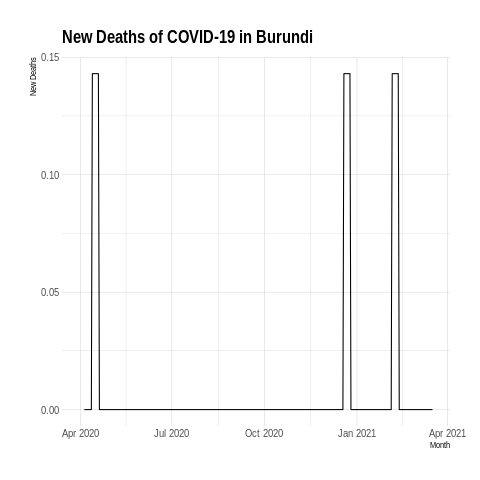 New Deaths of COVID-19 in Burundi
New Deaths
0.15
0.10
0.05
0.00
Apr 2020 Jul 2020 Oct 2020 Jan 2021 Apr 2021
Month